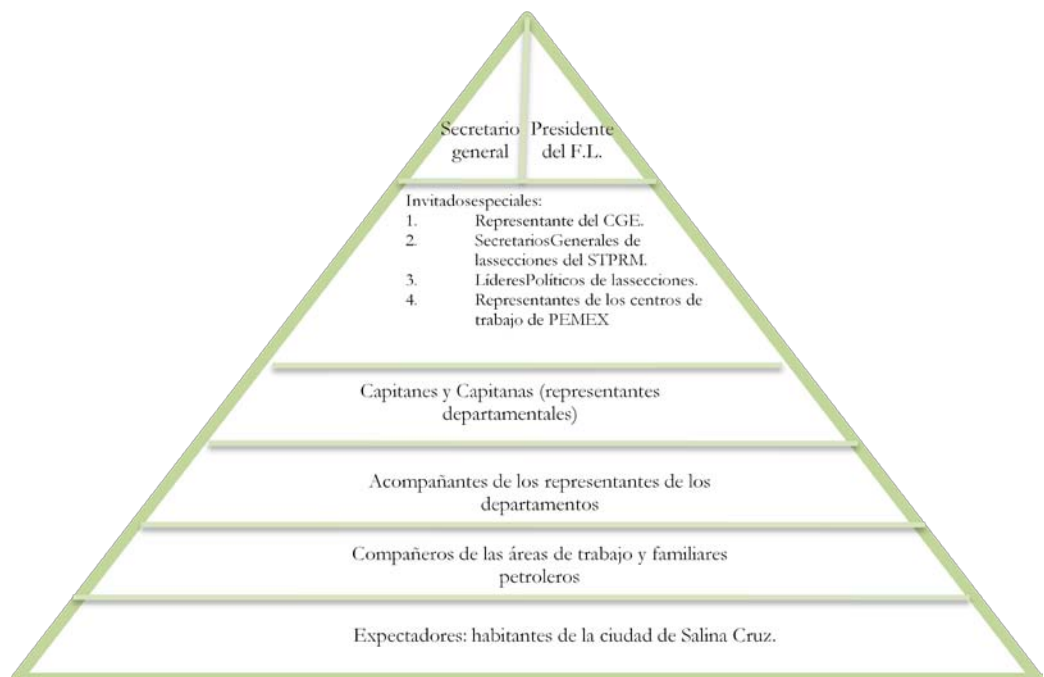 Secretario
general
Presidente
del F.L.
Invitadosespeciales:
1. Representante del CGE.
2. SecretariosGenerales de
lassecciones del STPRM.
3. LíderesPolíticos de lassecciones.
4. Representantes de los centros de
trabajo de PEMEX
Capitanes y Capitanas (representantes
departamentales)
Acompañantes de los representantes de los
departamentos
Compañeros de las áreas de trabajo y familiares
petroleros
Expectadores: habitantes de la ciudad de Salina Cruz.